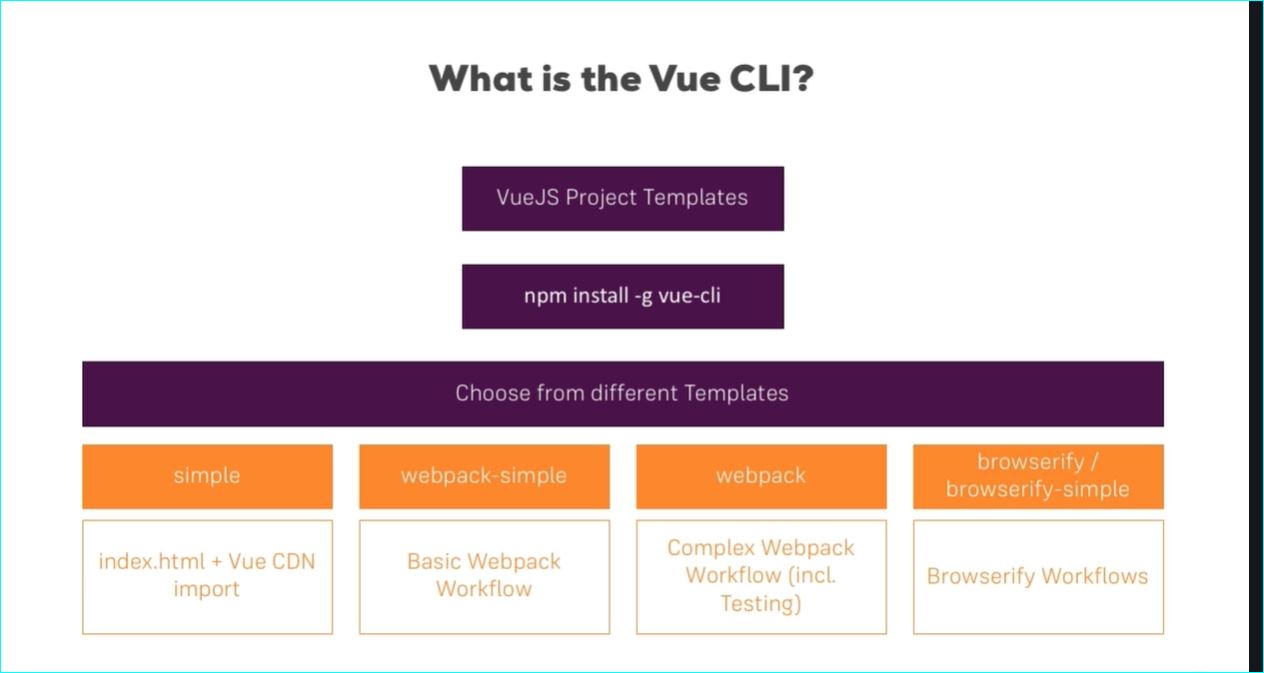 What is the Vue CLI?
VueJS Project Templates
npm install -g vue-cli
Choose from different Templates
simple
webpack-simple
webpack
browserify /
browserify-simple
index.html + Vue CDN
import
Basic Webpack
Workflow
Complex Webpack
Workflow (incl.
Testing)
Browserify Workflows